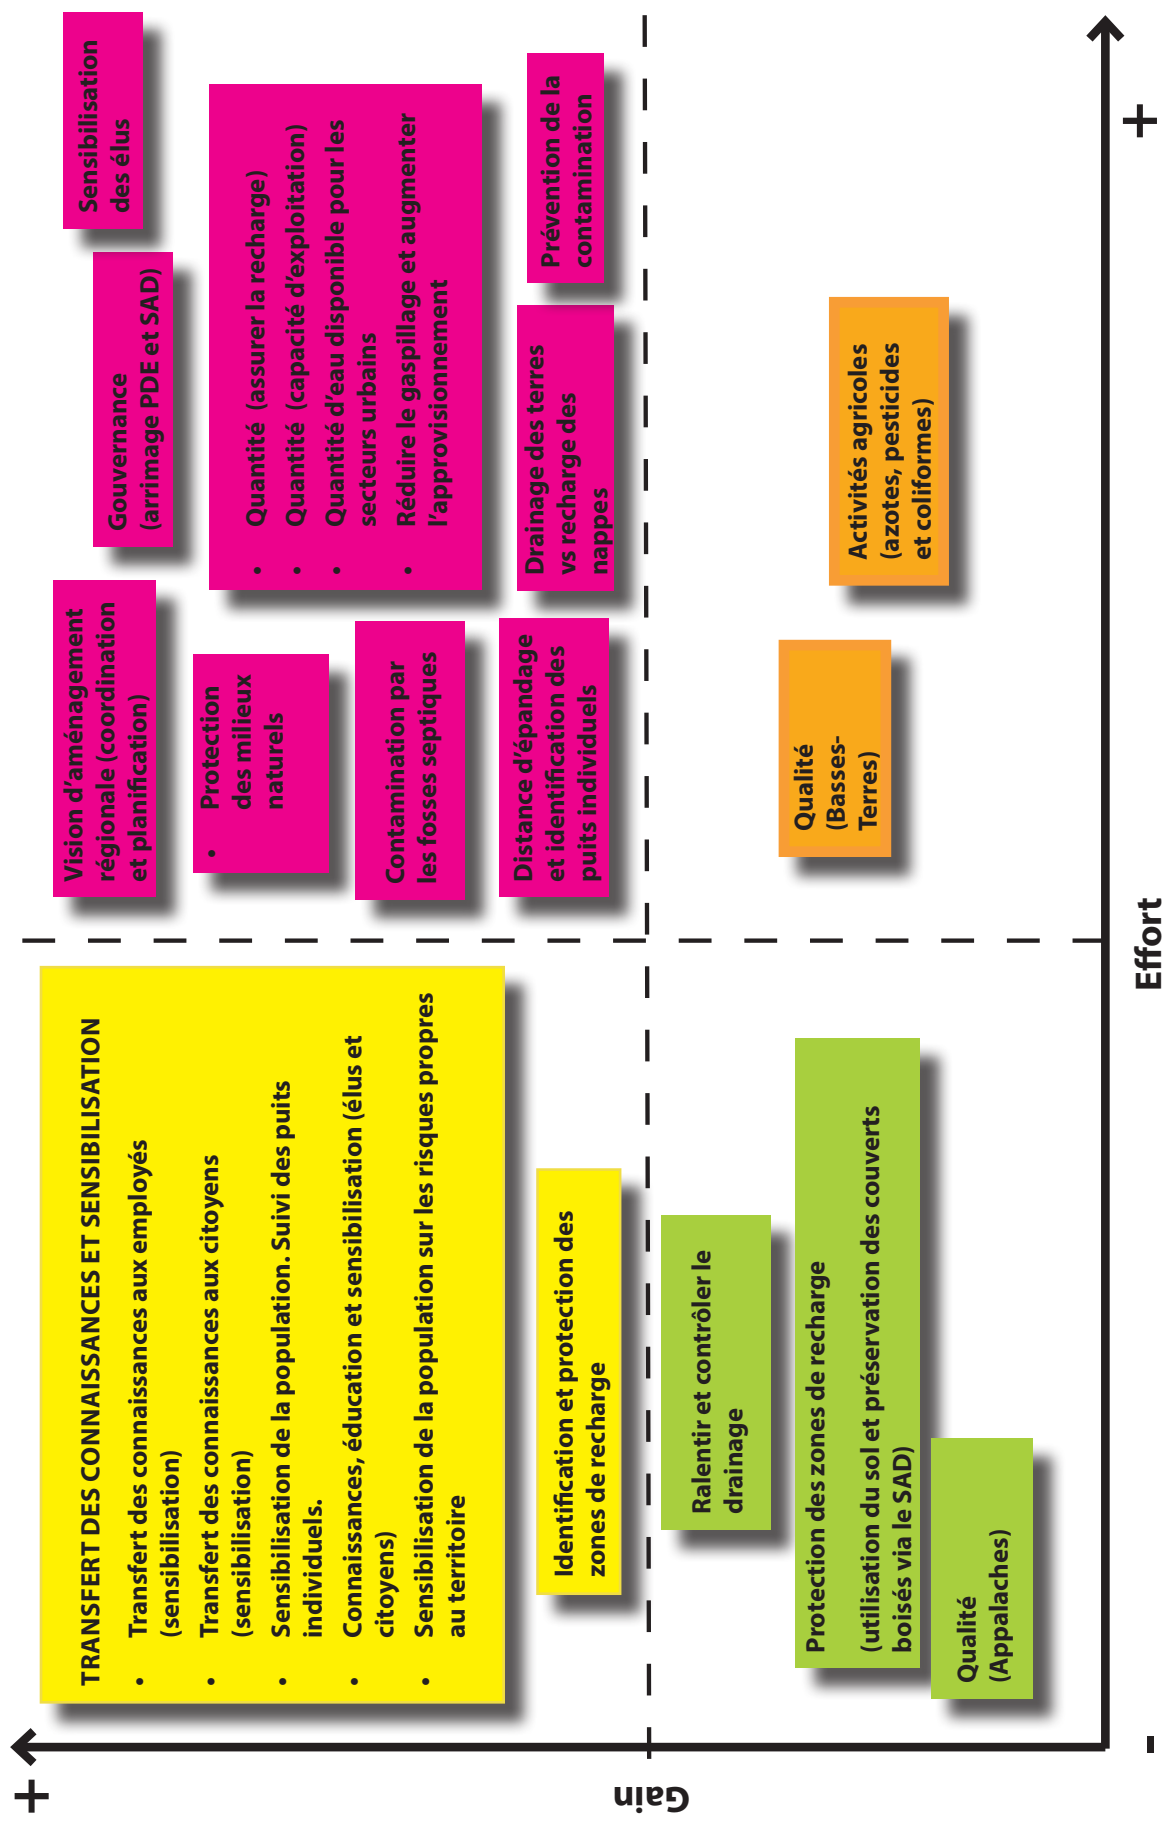 +
Gain
TRANSFERT DES CONNAISSANCES ET SENSIBILISATION
• Transfert des connaissances aux employés
(sensibilisation)
• Transfert des connaissances aux citoyens
(sensibilisation)
• Sensibilisation de la population. Suivi des puits
individuels.
• Connaissances, éducation et sensibilisation (élus et
citoyens)
• Sensibilisation de la population sur les risques propres
au territoire
Identification et protection des
zones de recharge
Vision d'aménagement
régionale (coordination
et planification)
Gouvernance
(arrimage PDE et SAD)
Sensibilisation
des élus
• Protection
des milieux
naturels
• Quantité (assurer la recharge)
• Quantité (capacité d'exploitation)
• Quantité d'eau disponible pour les
secteurs urbains
• Réduire le gaspillage et augmenter
l'approvisionnement
Contamination par
les fosses septiques
Distance d'épandage
et identification des
puits individuels
Drainage des terres
vs recharge des
nappes
Prévention de la
contamination
Ralentir et contrôler le
drainage
Protection des zones de recharge
(utilisation du sol et préservation des couverts
boisés via le SAD)
Qualité
(Appalaches)
Qualité
(Basses-
Terres)
Activités agricoles
(azotes, pesticides
et coliformes)
-
Effort
+